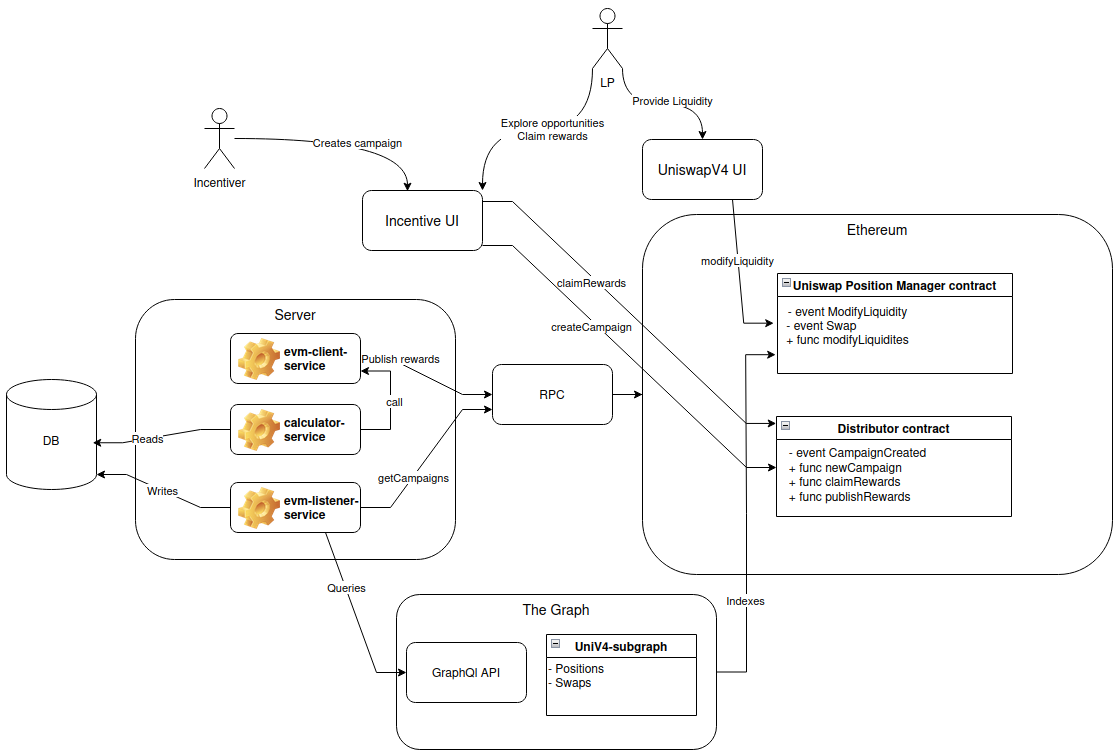 LP
Provide Liquidity
Explore opportunities
Claim rewards
Creates campaign
Incentiver
UniswapV4 UI
Incentive UI
Ethereum
modifyLiquidity
claimRewards
createCampaign
Uniswap Position Manager contract
- event ModifyLiquidity
- event Swap
+ func modifyLiquidites
Server
evm-client-
service
Publish rewards
call
calculator-
service
RPC
DB
Reads
Writes
getCampaigns
evm-listener-
service
Distributor contract
- event CampaignCreated
+ func newCampaign
+ func claimRewards
+ func publishRewards
Queries
Indexes
The Graph
GraphQl API
UniV4-subgraph
- Positions
- Swaps